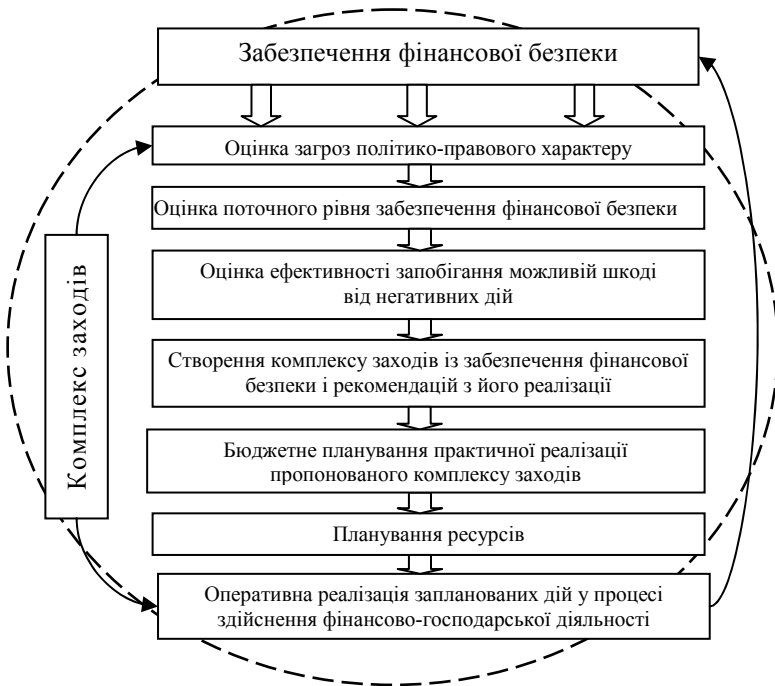 Забезпечення фінансової безпеки
Оцінка загроз політико-правового характеру
Оцінка поточного рівня забезпечення фінансової безпеки
Оцінка ефективності запобігання можливій шкоді
від негативних дій
Створення комплексу заходів із забезпечення фінансової
безпеки і рекомендацій з його реалізації
Бюджетне планування практичної реалізації
пропонованого комплексу заходів
Планування ресурсів
Оперативна реалізація запланованих дій у процесі
здійснення фінансово-господарської діяльності
Комплекс заходів